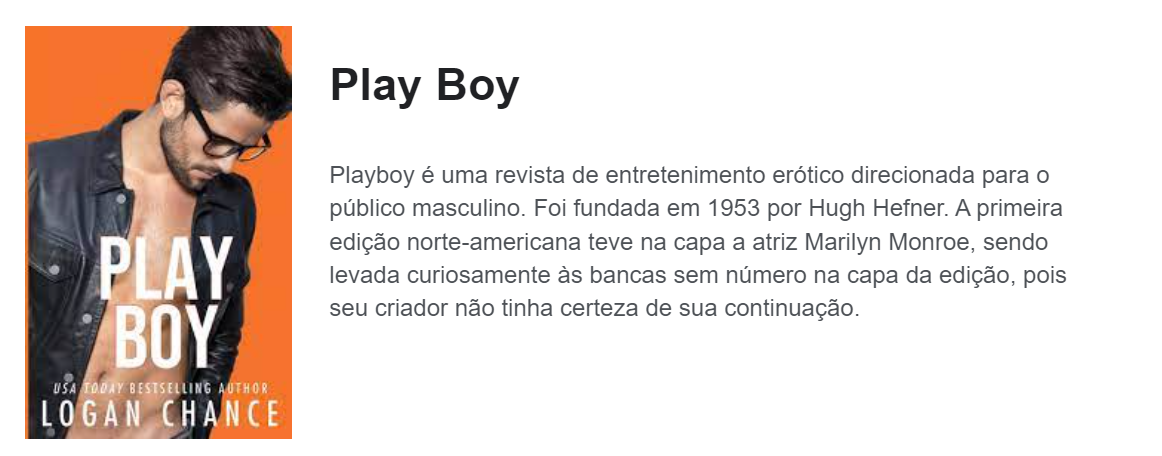 PLAY
BOY
USA TODAY BESTSELLING AUTHOR
LOGAN CHANCE
Play Boy
Playboy é uma revista de entretenimento erótico direcionada para o
público masculino. Foi fundada em 1953 por Hugh Hefner. A primeira
edição norte-americana teve na capa a atriz Marilyn Monroe, sendo
levada curiosamente às bancas sem número na capa da edição, pois
seu criador não tinha certeza de sua continuação.